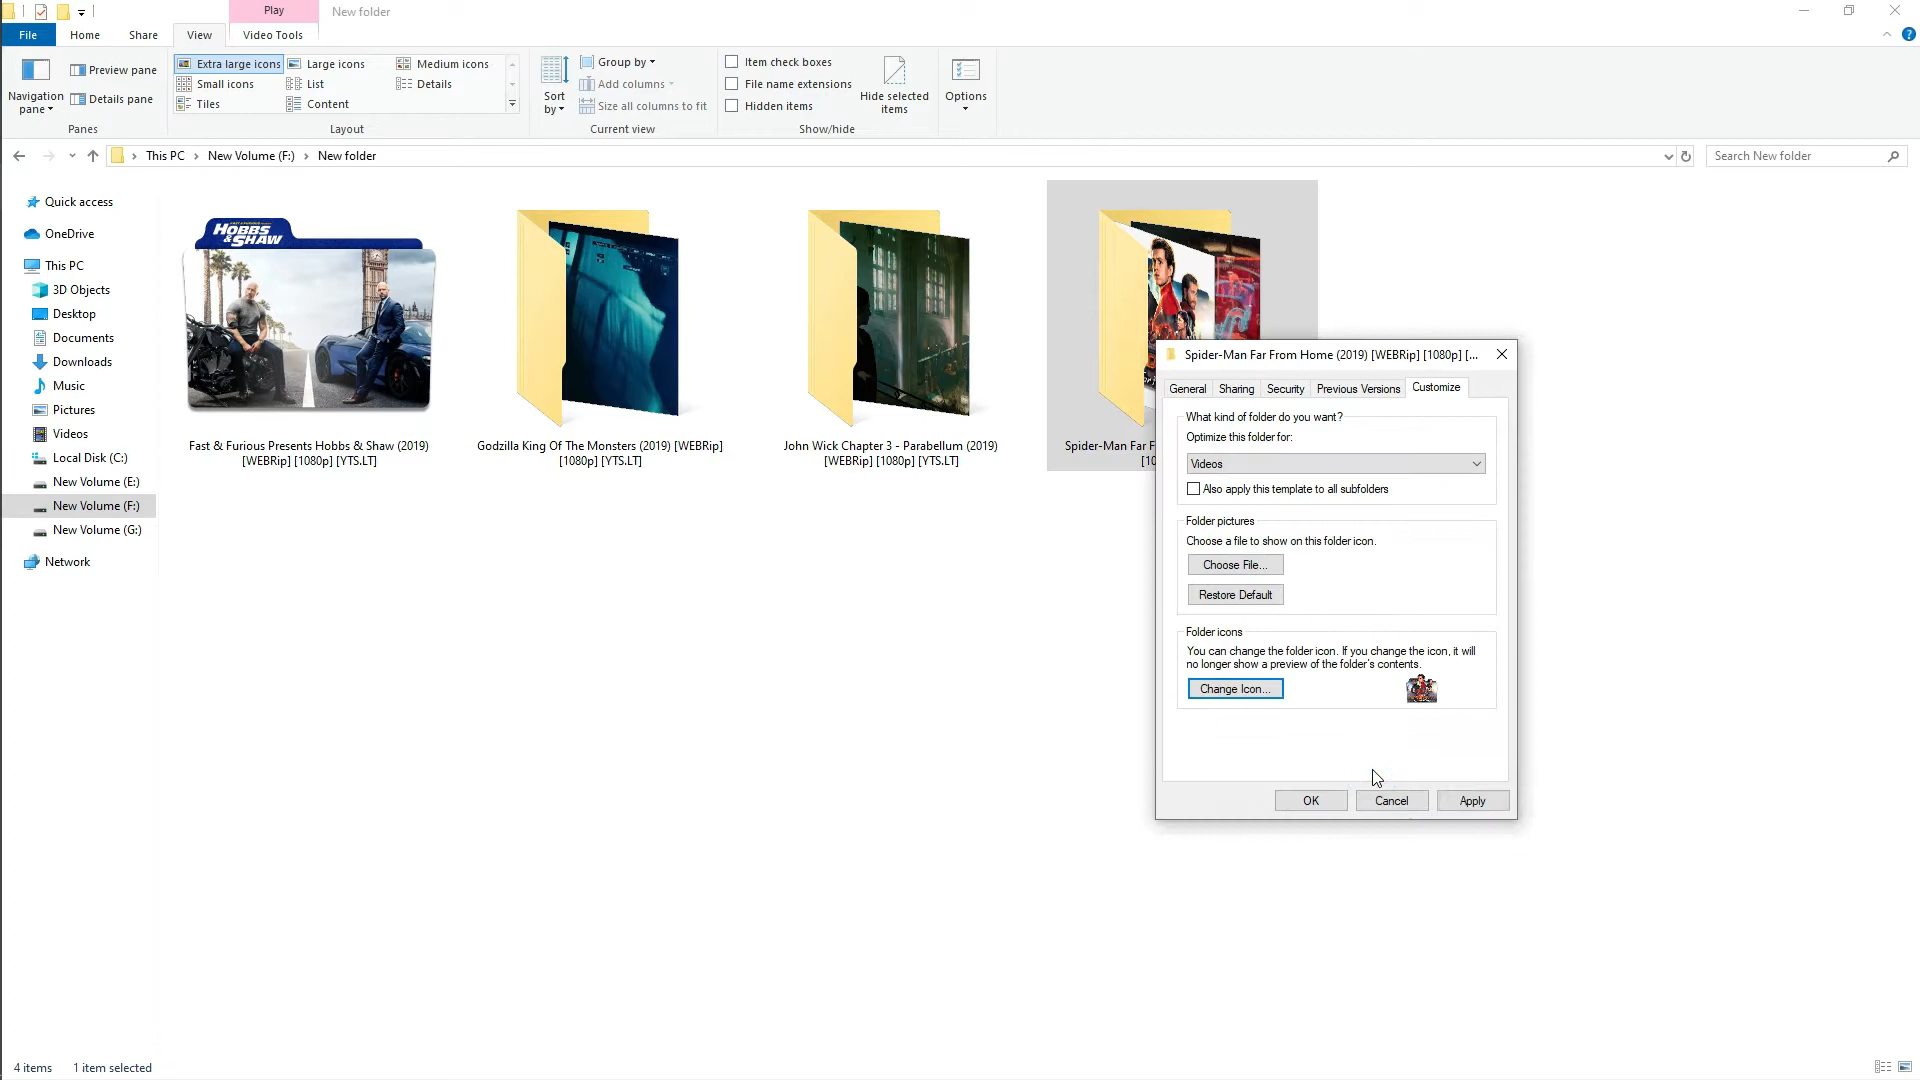 Play
New folder
File
Home
Share
View
Video Tools
Navigation
pane
Preview pane
Details pane
Panes
Extra large icons
Large icons
Medium icons
Small icons
List
Details
Tiles
Content
Layout
Sort
by
Group by
Add columns
Size all columns to fit
Current view
Item check boxes
File name extensions
Hidden items
Hide selected
items
Show/hide
Options
This PC
New Volume (F:)
New folder
Search New folder
Quick access
OneDrive
This PC
3D Objects
Desktop
Documents
Downloads
Music
Pictures
Videos
Local Disk (C:)
New Volume (E:)
New Volume (F:)
New Volume (G:)
Network
HOBBS
& SHAW
Fast & Furious Presents Hobbs & Shaw (2019)
[WEBRip] [1080p] [YTS.LT]
Godzilla King Of The Monsters (2019) [WEBRip]
[1080p] [YTS.LT]
John Wick Chapter 3 - Parabellum (2019)
[WEBRip] [1080p] [YTS.LT]
Spider-Man Far F
[10
Spider-Man Far From Home (2019) [WEBRip] [1080p] [...
General
Sharing
Security
Previous Versions
Customize
What kind of folder do you want?
Optimize this folder for:
Videos
Also apply this template to all subfolders
Folder pictures
Choose a file to show on this folder icon.
Choose File...
Restore Default
Folder icons
You can change the folder icon. If you change the icon, it will
no longer show a preview of the folder's contents.
Change Icon...
OK
Cancel
Apply
4 items
1 item selected